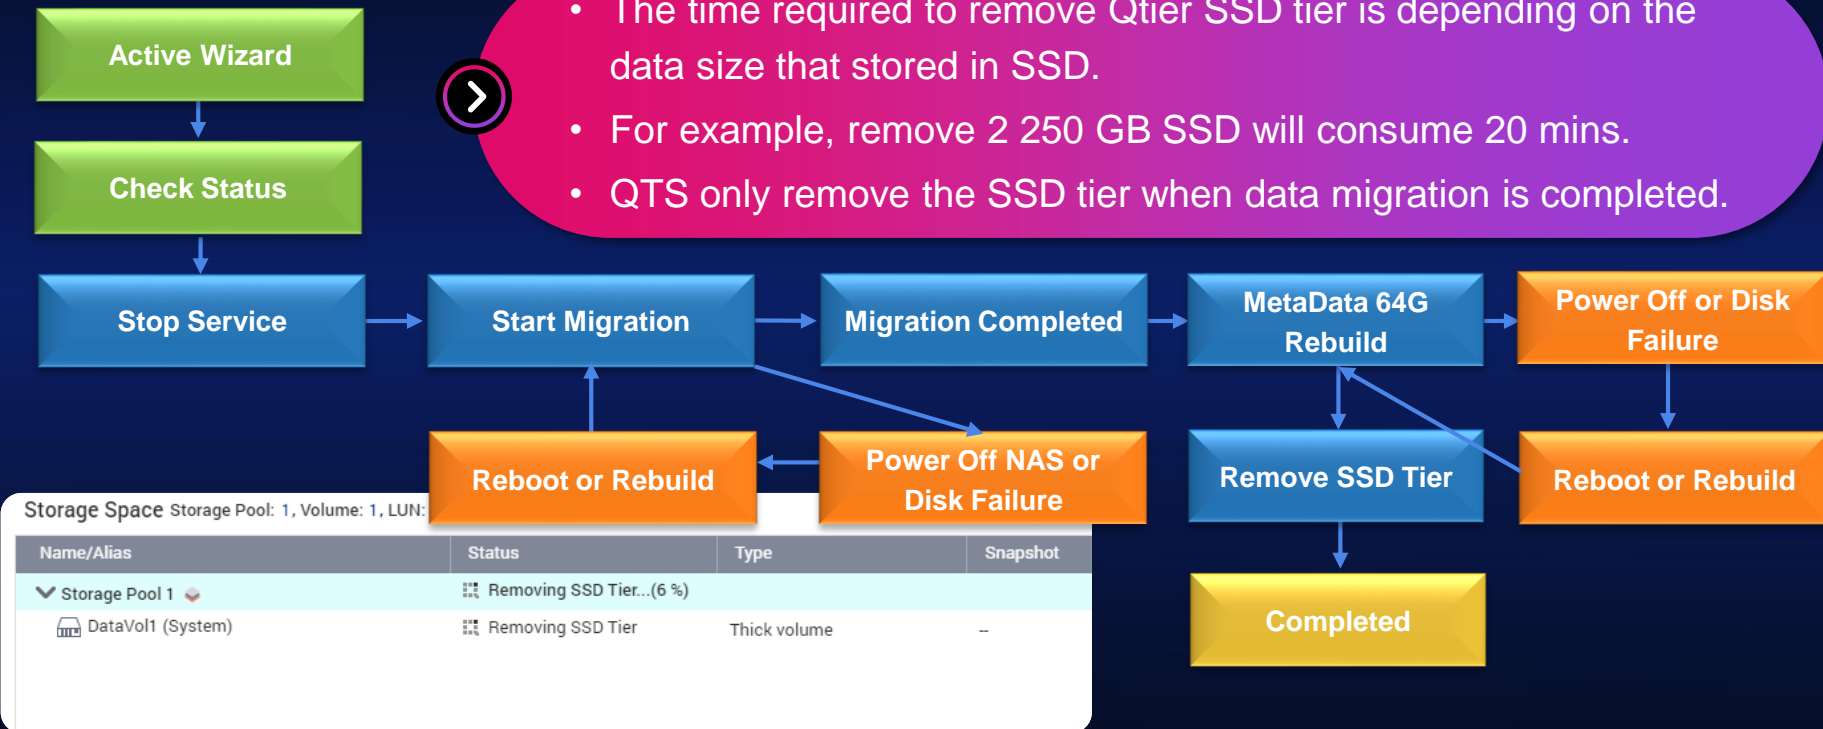 • The time required to remove Qtier SSD tier is depending on the
data size that stored in SSD.
• For example, remove 2 250 GB SSD will consume 20 mins.
• QTS only remove the SSD tier when data migration is completed.
Active Wizard
Check Status
Stop Service
Start Migration
Migration Completed
MetaData 64G
Rebuild
Power Off or Disk
Failure
Reboot or Rebuild
Power Off NAS or
Disk Failure
Remove SSD Tier
Reboot or Rebuild
Completed
Storage Space Storage Pool: 1, Volume: 1, LUN:
Name/Alias Status Type Snapshot
Storage Pool 1 Removing SSD Tier...(6 %)
DataVol1 (System) Removing SSD Tier Thick volume --